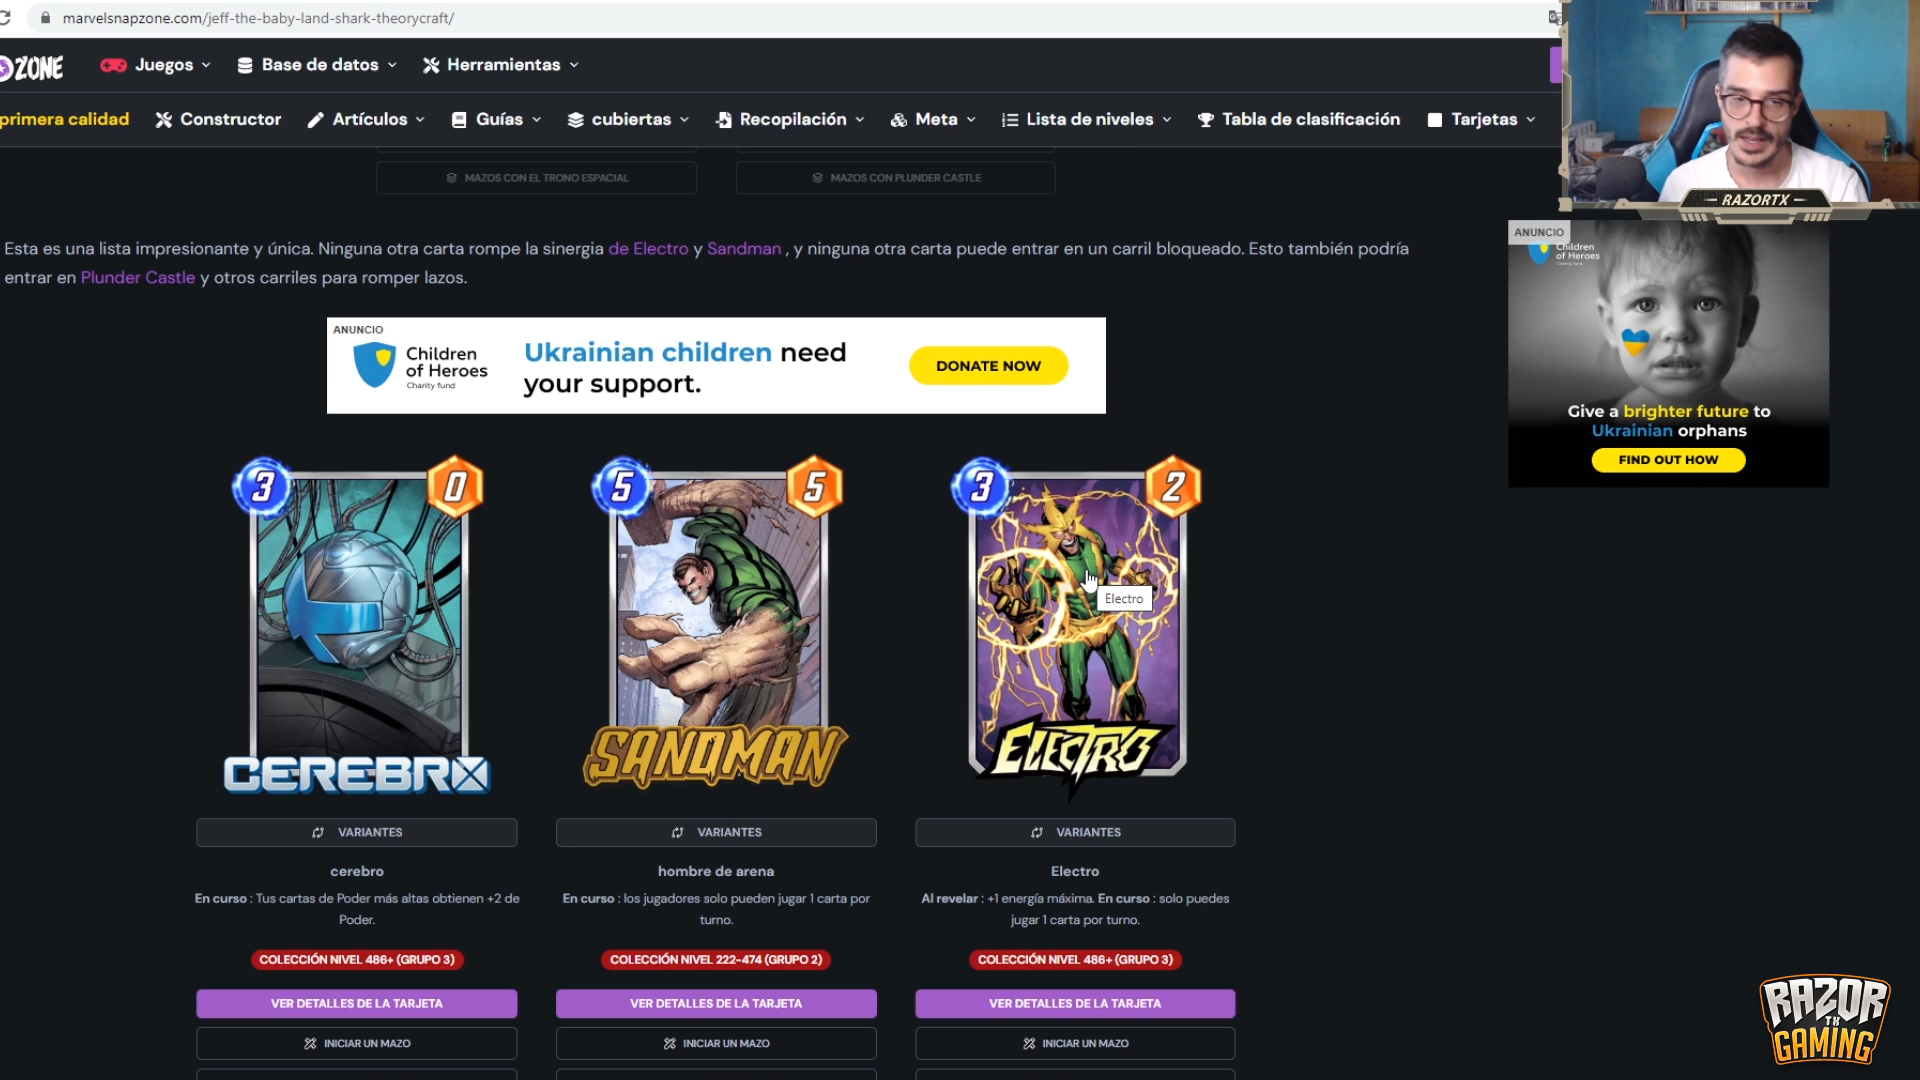 marvelsnapzone.com/jeff-the-baby-land-shark-theorycraft/
ZONE
Juegos
Base de datos
Herramientas
primera calidad
Constructor
Artículos
Guías
cubiertas
Recopilación
Meta
Lista de niveles
Tabla de clasificación
Tarjetas
RAZORTX
MAZOS CON EL TRONO ESPACIAL
MAZOS CON PLUNDER CASTLE
Esta es una lista impresionante y única. Ninguna otra carta rompe la sinergia de Electro y Sandman , y ninguna otra carta puede entrar en un carril bloqueado. Esto también podría
entrar en Plunder Castle y otros carriles para romper lazos.
ANUNCIO
Children
of Heroes
Charity fund
Ukrainian children need
your support.
DONATE NOW
ANUNCIO
Children
of Heroes
Charity fund
Give a brighter future to
Ukrainian orphans
FIND OUT HOW
3
0
CEREBRO
5
5
SANDMAN
3
2
Electro
ELECTRO
VARIANTES
VARIANTES
VARIANTES
cerebro
hombre de arena
Electro
En curso : Tus cartas de Poder más altas obtienen +2 de
Poder.
En curso : los jugadores solo pueden jugar 1 carta por
turno.
Al revelar : +1 energía máxima. En curso : solo puedes
jugar 1 carta por turno.
COLECCIÓN NIVEL 486+ (GRUPO 3)
COLECCIÓN NIVEL 222-474 (GRUPO 2)
COLECCIÓN NIVEL 486+ (GRUPO 3)
VER DETALLES DE LA TARJETA
VER DETALLES DE LA TARJETA
VER DETALLES DE LA TARJETA
INICIAR UN MAZO
INICIAR UN MAZO
INICIAR UN MAZO
RAZOR
TX
GAMING